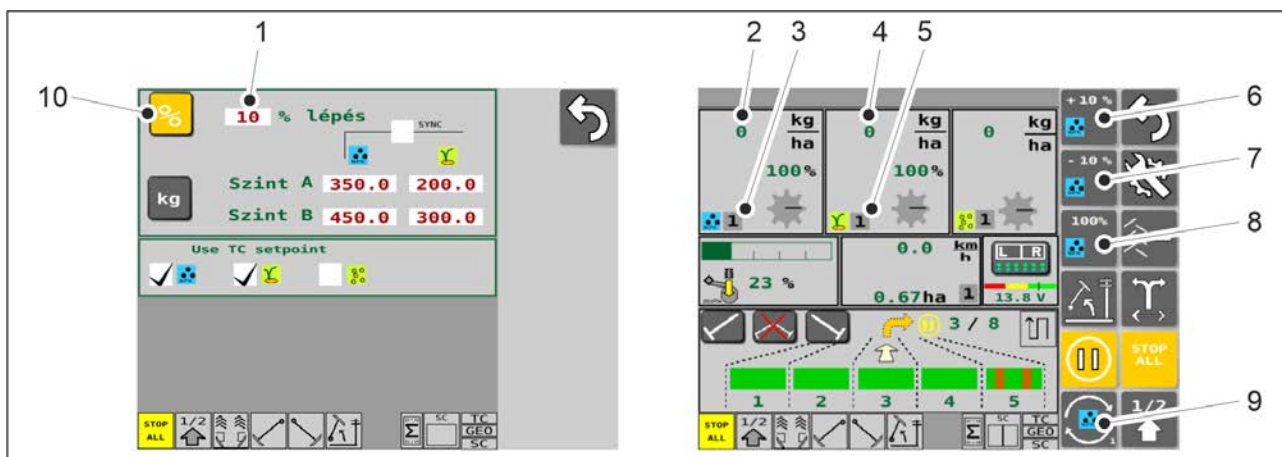 1
10
10 % lépés
SYNC
kg
Szint A 350.0 200.0
Szint B 450.0 300.0
Use TC setpoint
STOP ALL
1/2
Σ
SC
TC
GEO
SC
2
3
4
5
6
7
8
9
0 kg/ha
100%
1
0 kg/ha
100%
1
0 kg/ha
1
23 %
0.0 km/h
0.67ha 1
L R
13.8 V
3 / 8
1 2 3 4 5
STOP ALL
1/2
Σ
SC
TC
GEO
SC
+10 %
- 10 %
100%
STOP ALL
1
1/2